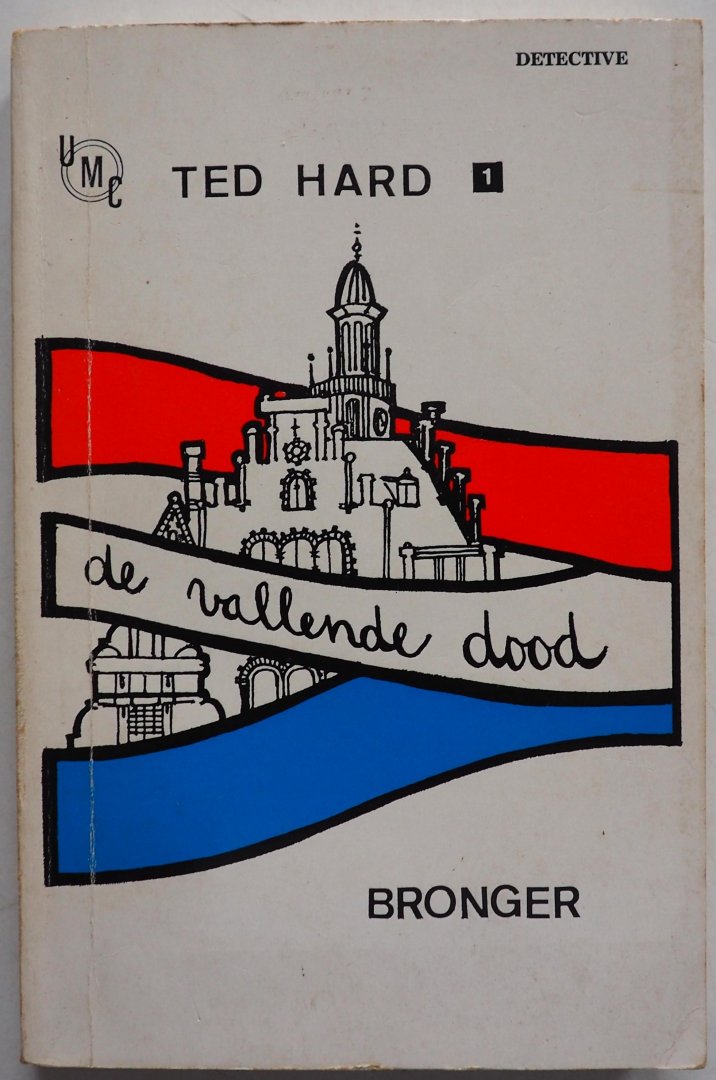 DETECTIVE
UMC
TED HARD 1
de vallende dood
BRONGER